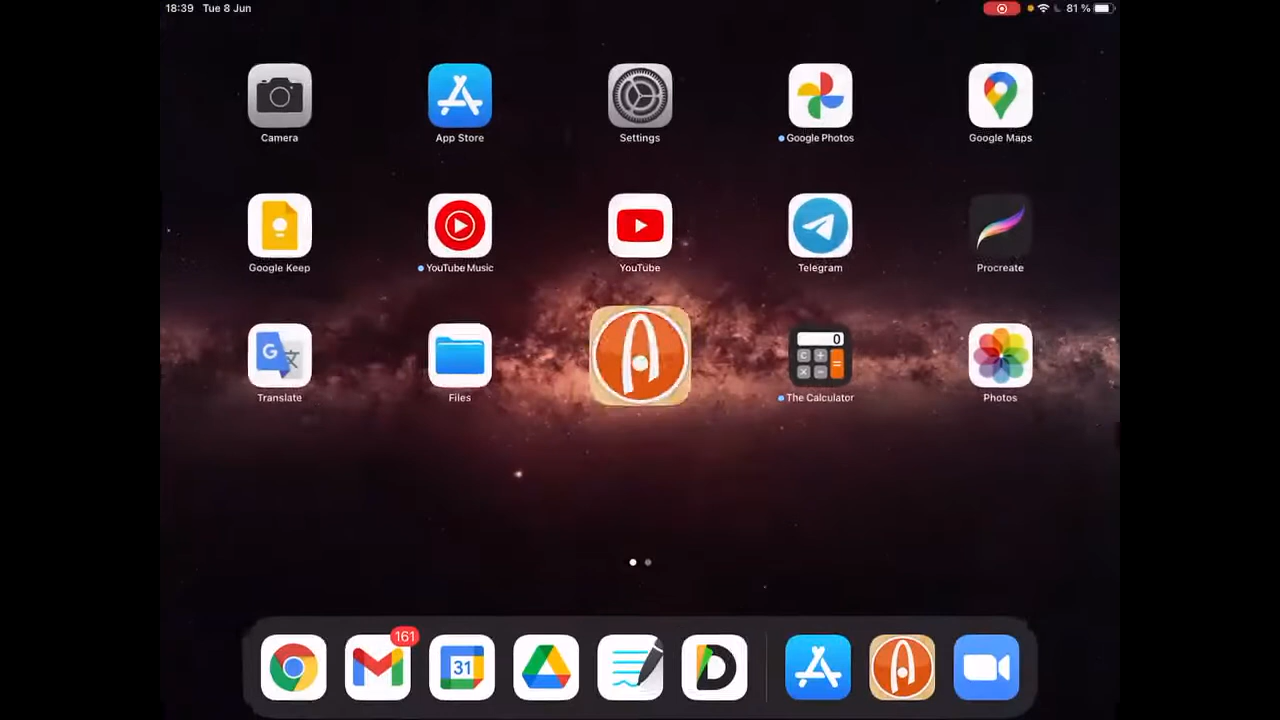 18:39 Tue 8 Jun
81 %
Camera
App Store
Settings
Google Photos
Google Maps
Google Keep
YouTube Music
YouTube
Telegram
Procreate
G 文
0
C +
× − =
Translate
Files
The Calculator
Photos
161
31